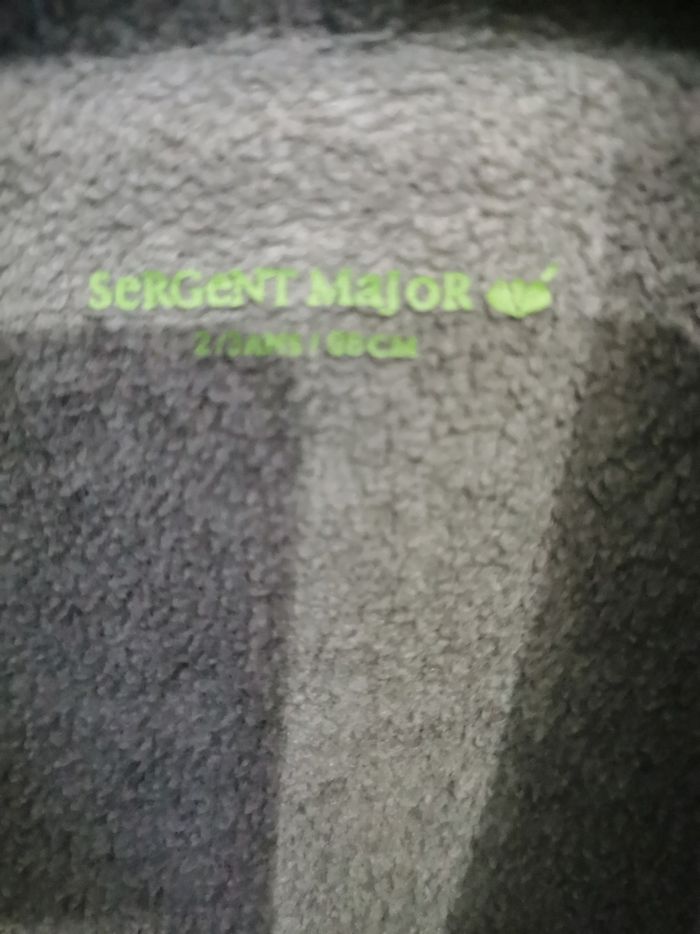 SeRGeNT MajoR
2/3ANS / 98CM